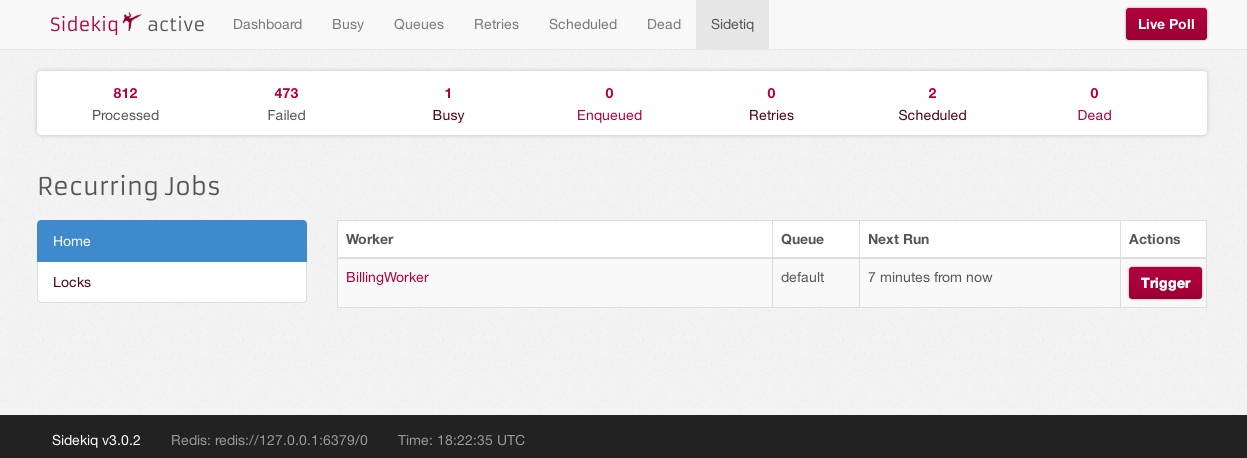 Sidekiq active Dashboard Busy Queues Retries Scheduled Dead Sidetiq Live Poll
812 473 1 0 0 2 0
Processed Failed Busy Enqueued Retries Scheduled Dead
Recurring Jobs
Home
Locks
Worker Queue Next Run Actions
BillingWorker default 7 minutes from now Trigger
Sidekiq v3.0.2 Redis: redis://127.0.0.1:6379/0 Time: 18:22:35 UTC